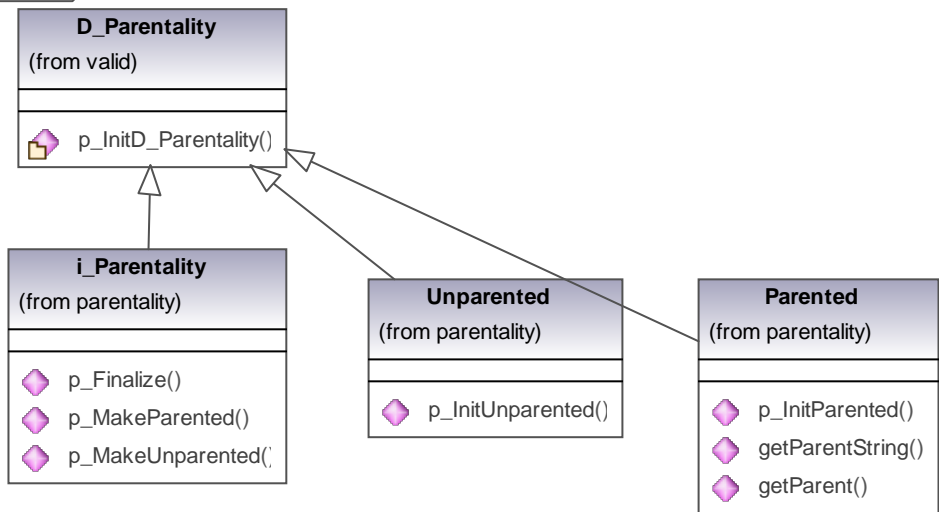 D_Parentality
(from valid)
p_InitD_Parentality()
i_Parentality
(from parentality)
p_Finalize()
p_MakeParented()
p_MakeUnparented()
Unparented
(from parentality)
p_InitUnparented()
Parented
(from parentality)
p_InitParented()
getParentString()
getParent()